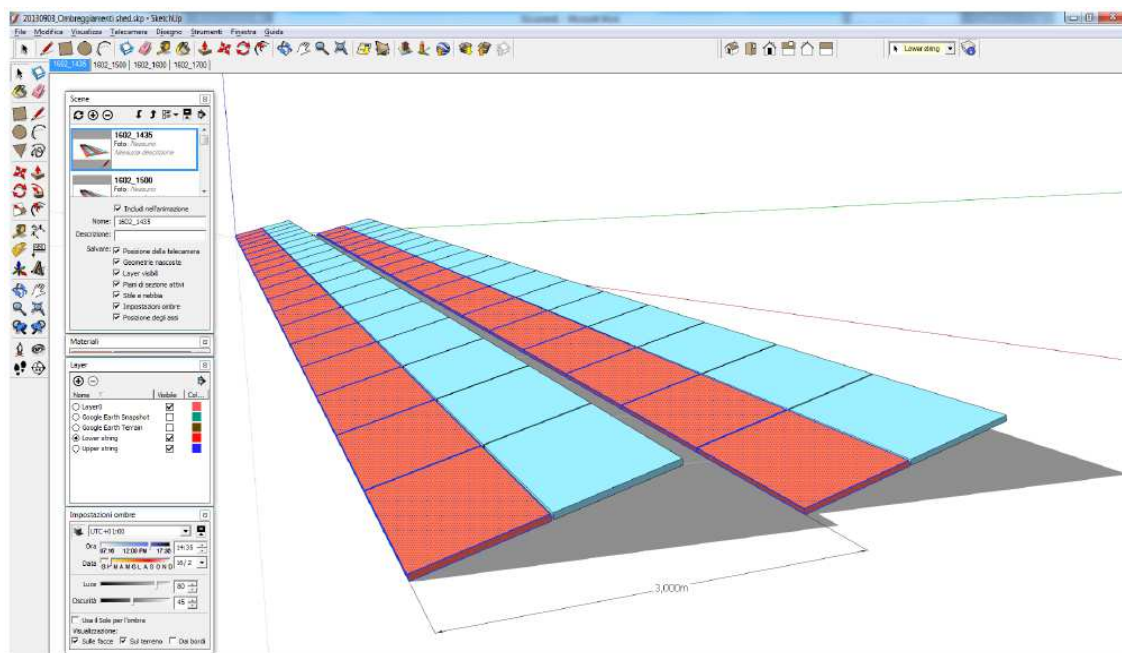 20130903_Ombreggiamenti shed.skp - SketchUp
File Modifica Visualizza Telecamera Disegno Strumenti Finestra Guida
Lower string
1602_1435 1602_1500 1602_1600 1602_1700
Scene
1602_1435
Foto: Nessuno
Nessuna descrizione
1602_1500
Foto: Nessuno
Includi nell'animazione
Nome: 1602_1435
Descrizione:
Salvare: Posizione della telecamera
Geometrie nascoste
Layer visibili
Piani di sezione attivi
Stile e nebbia
Impostazioni ombre
Posizione degli assi
Materiali
Layer
Nome Visibile Col...
Layer0
Google Earth Snapshot
Google Earth Terrain
Lower string
Upper string
Impostazioni ombre
UTC+01:00
Ora 07:16 12:00 PM 17:30 14:35
Data G F M A M G L A S O N D 16/ 2
Luce 80
Oscurità 45
Usa il Sole per l'ombra
Visualizzazione:
Sulle facce Sul terreno Dai bordi
3,000m